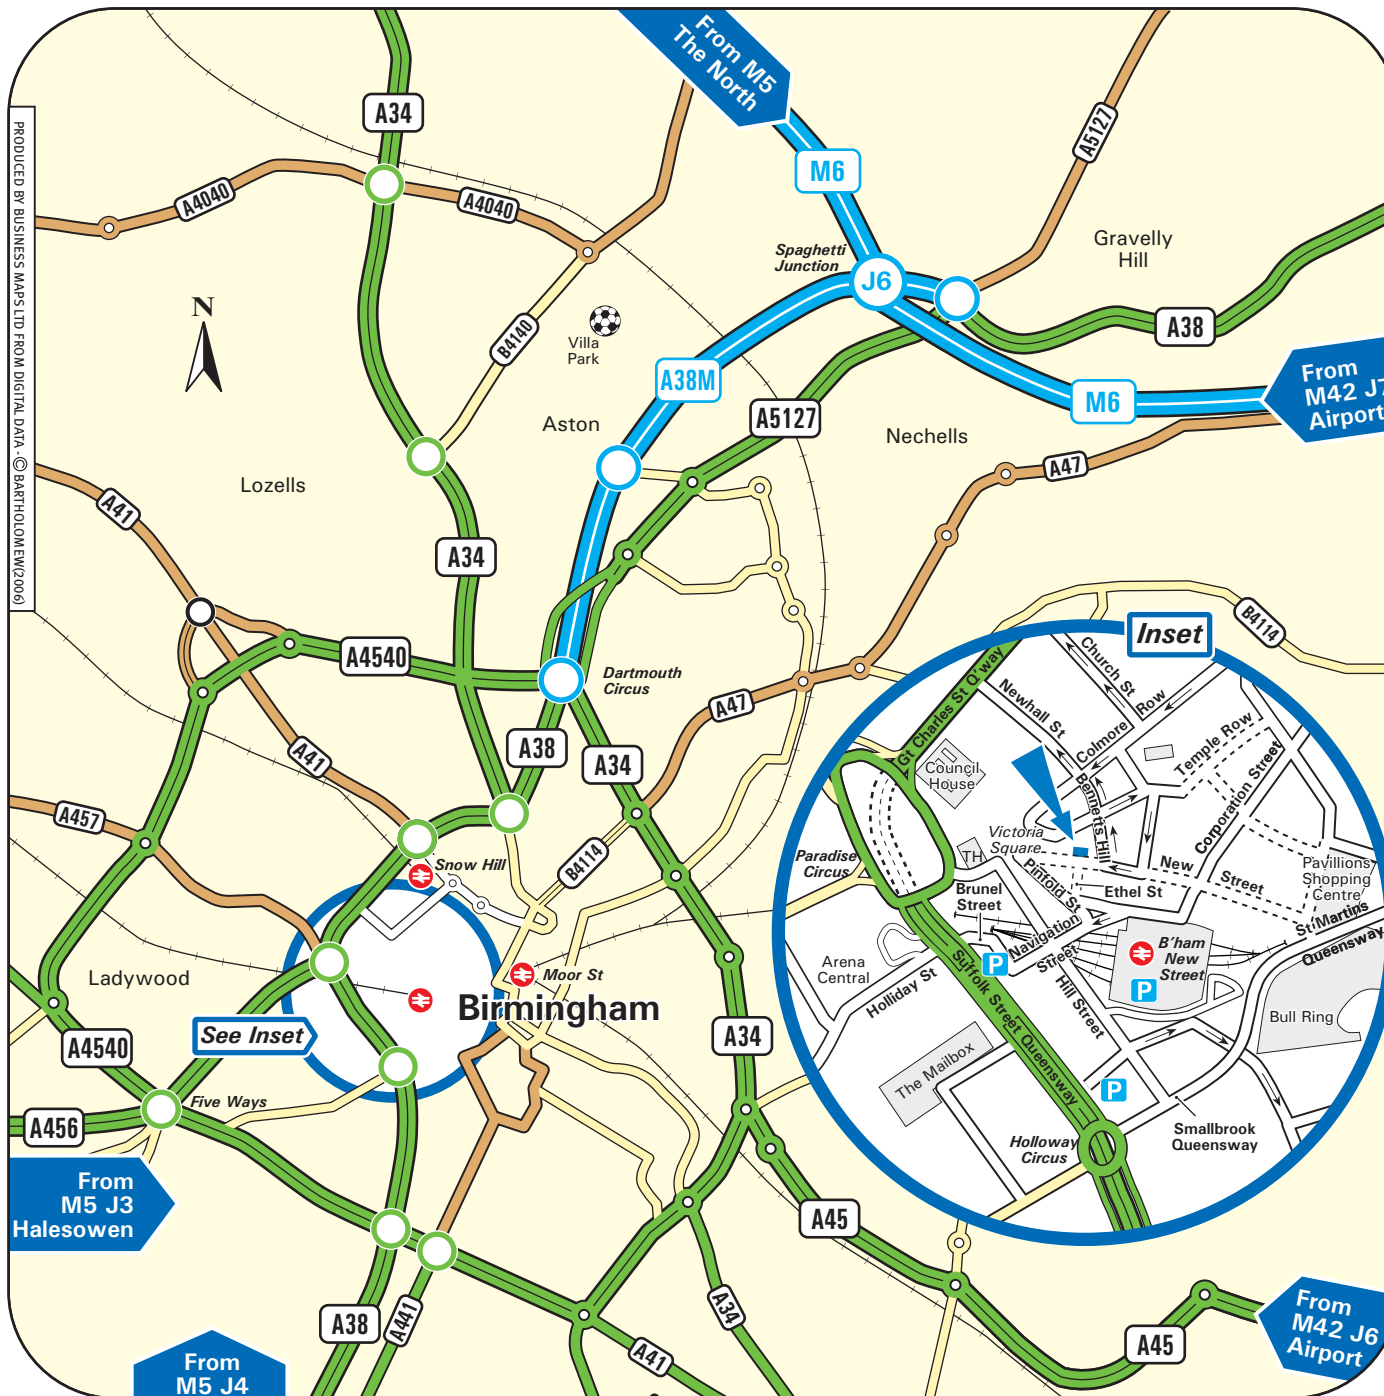 From M5
The North
A34
M6
A5127
PRODUCED BY BUSINESS MAPS LTD FROM DIGITAL DATA - © BARTHOLOMEW(2006)
A4040
A4040
Gravelly
Hill
Spaghetti
Junction
J6
N
A38
B4140
Villa
Park
A38M
From
M42 J7
Airport
M6
A5127
Aston
Nechells
A47
Lozells
A41
A34
B4114
Inset
A4540
Dartmouth
Circus
A47
A38
A34
A41
A457
Snow Hill
B4114
Church St
Newhall St
Row
Colmore
Gt Charles St Q'way
Temple Row
Council
House
Bennetts Hill
Corporation Street
Victoria
Square
TH
Paradise
Circus
New
Street
Pavillions
Shopping
Centre
Pinfold St
Ethel St
Brunel
Street
St Martins
Queensway
Navigation
Street
B'ham
New
Street
P
P
Arena
Central
Holliday St
Suffolk Street Queensway
Hill Street
Bull Ring
The Mailbox
P
Smallbrook
Queensway
Holloway
Circus
Ladywood
Moor St
Birmingham
See Inset
A34
A4540
Five Ways
A456
From
M5 J3
Halesowen
A45
A38
A441
A34
A41
A45
From
M42 J6
Airport
From
M5 J4